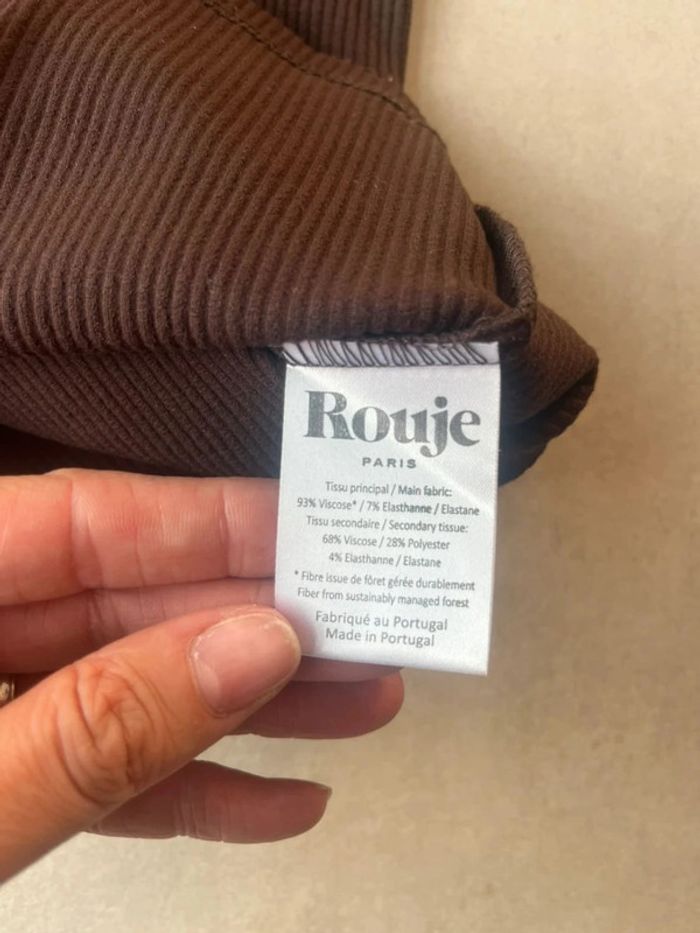 Rouje
PARIS
Tissu principal / Main fabric:
93% Viscose* / 7% Elasthanne / Elastane
Tissu secondaire / Secondary tissue:
68% Viscose / 28% Polyester
4% Elasthanne / Elastane
* Fibre issue de fôret gérée durablement
Fiber from sustainably managed forest
Fabriqué au Portugal
Made in Portugal